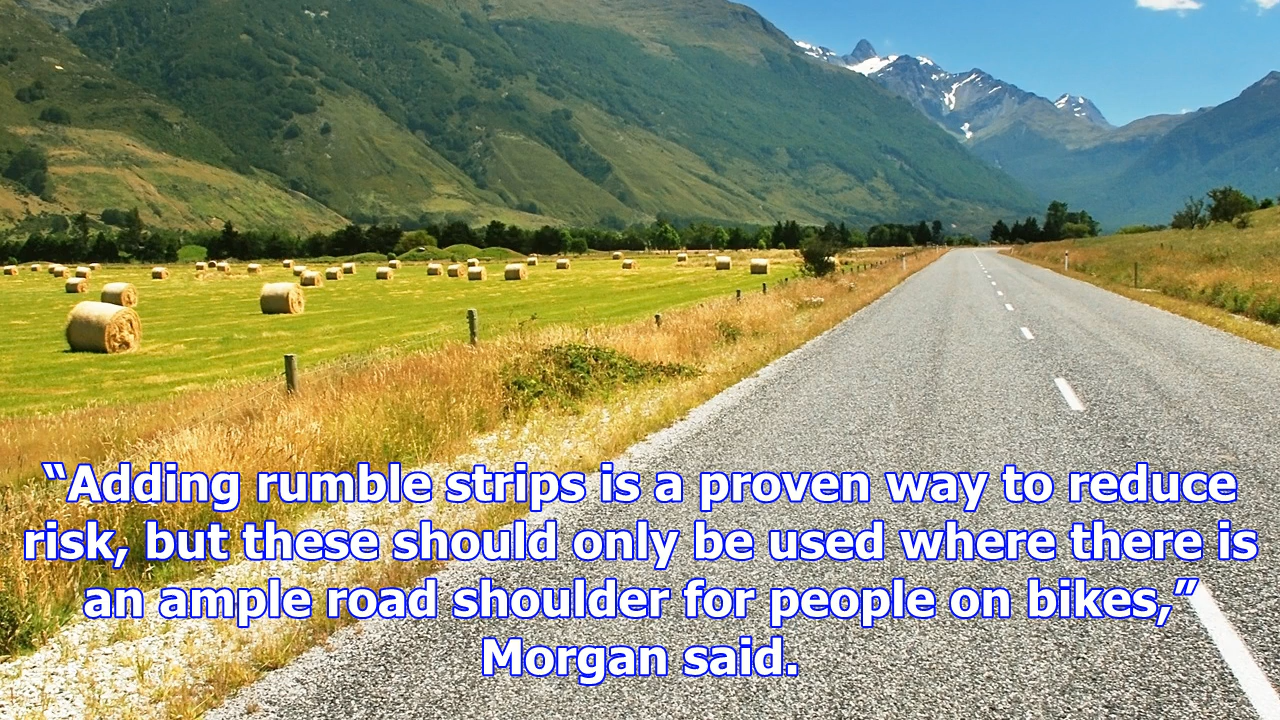 “Adding rumble strips is a proven way to reduce
risk, but these should only be used where there is
an ample road shoulder for people on bikes,”
Morgan said.